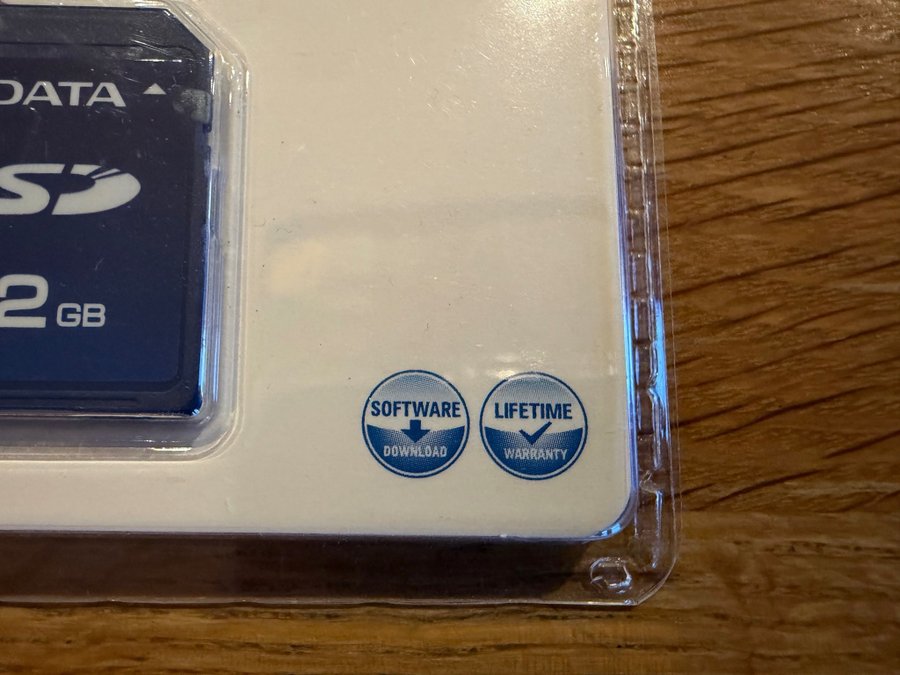 DATA
SD
2 GB
SOFTWARE
DOWNLOAD
LIFETIME
WARRANTY